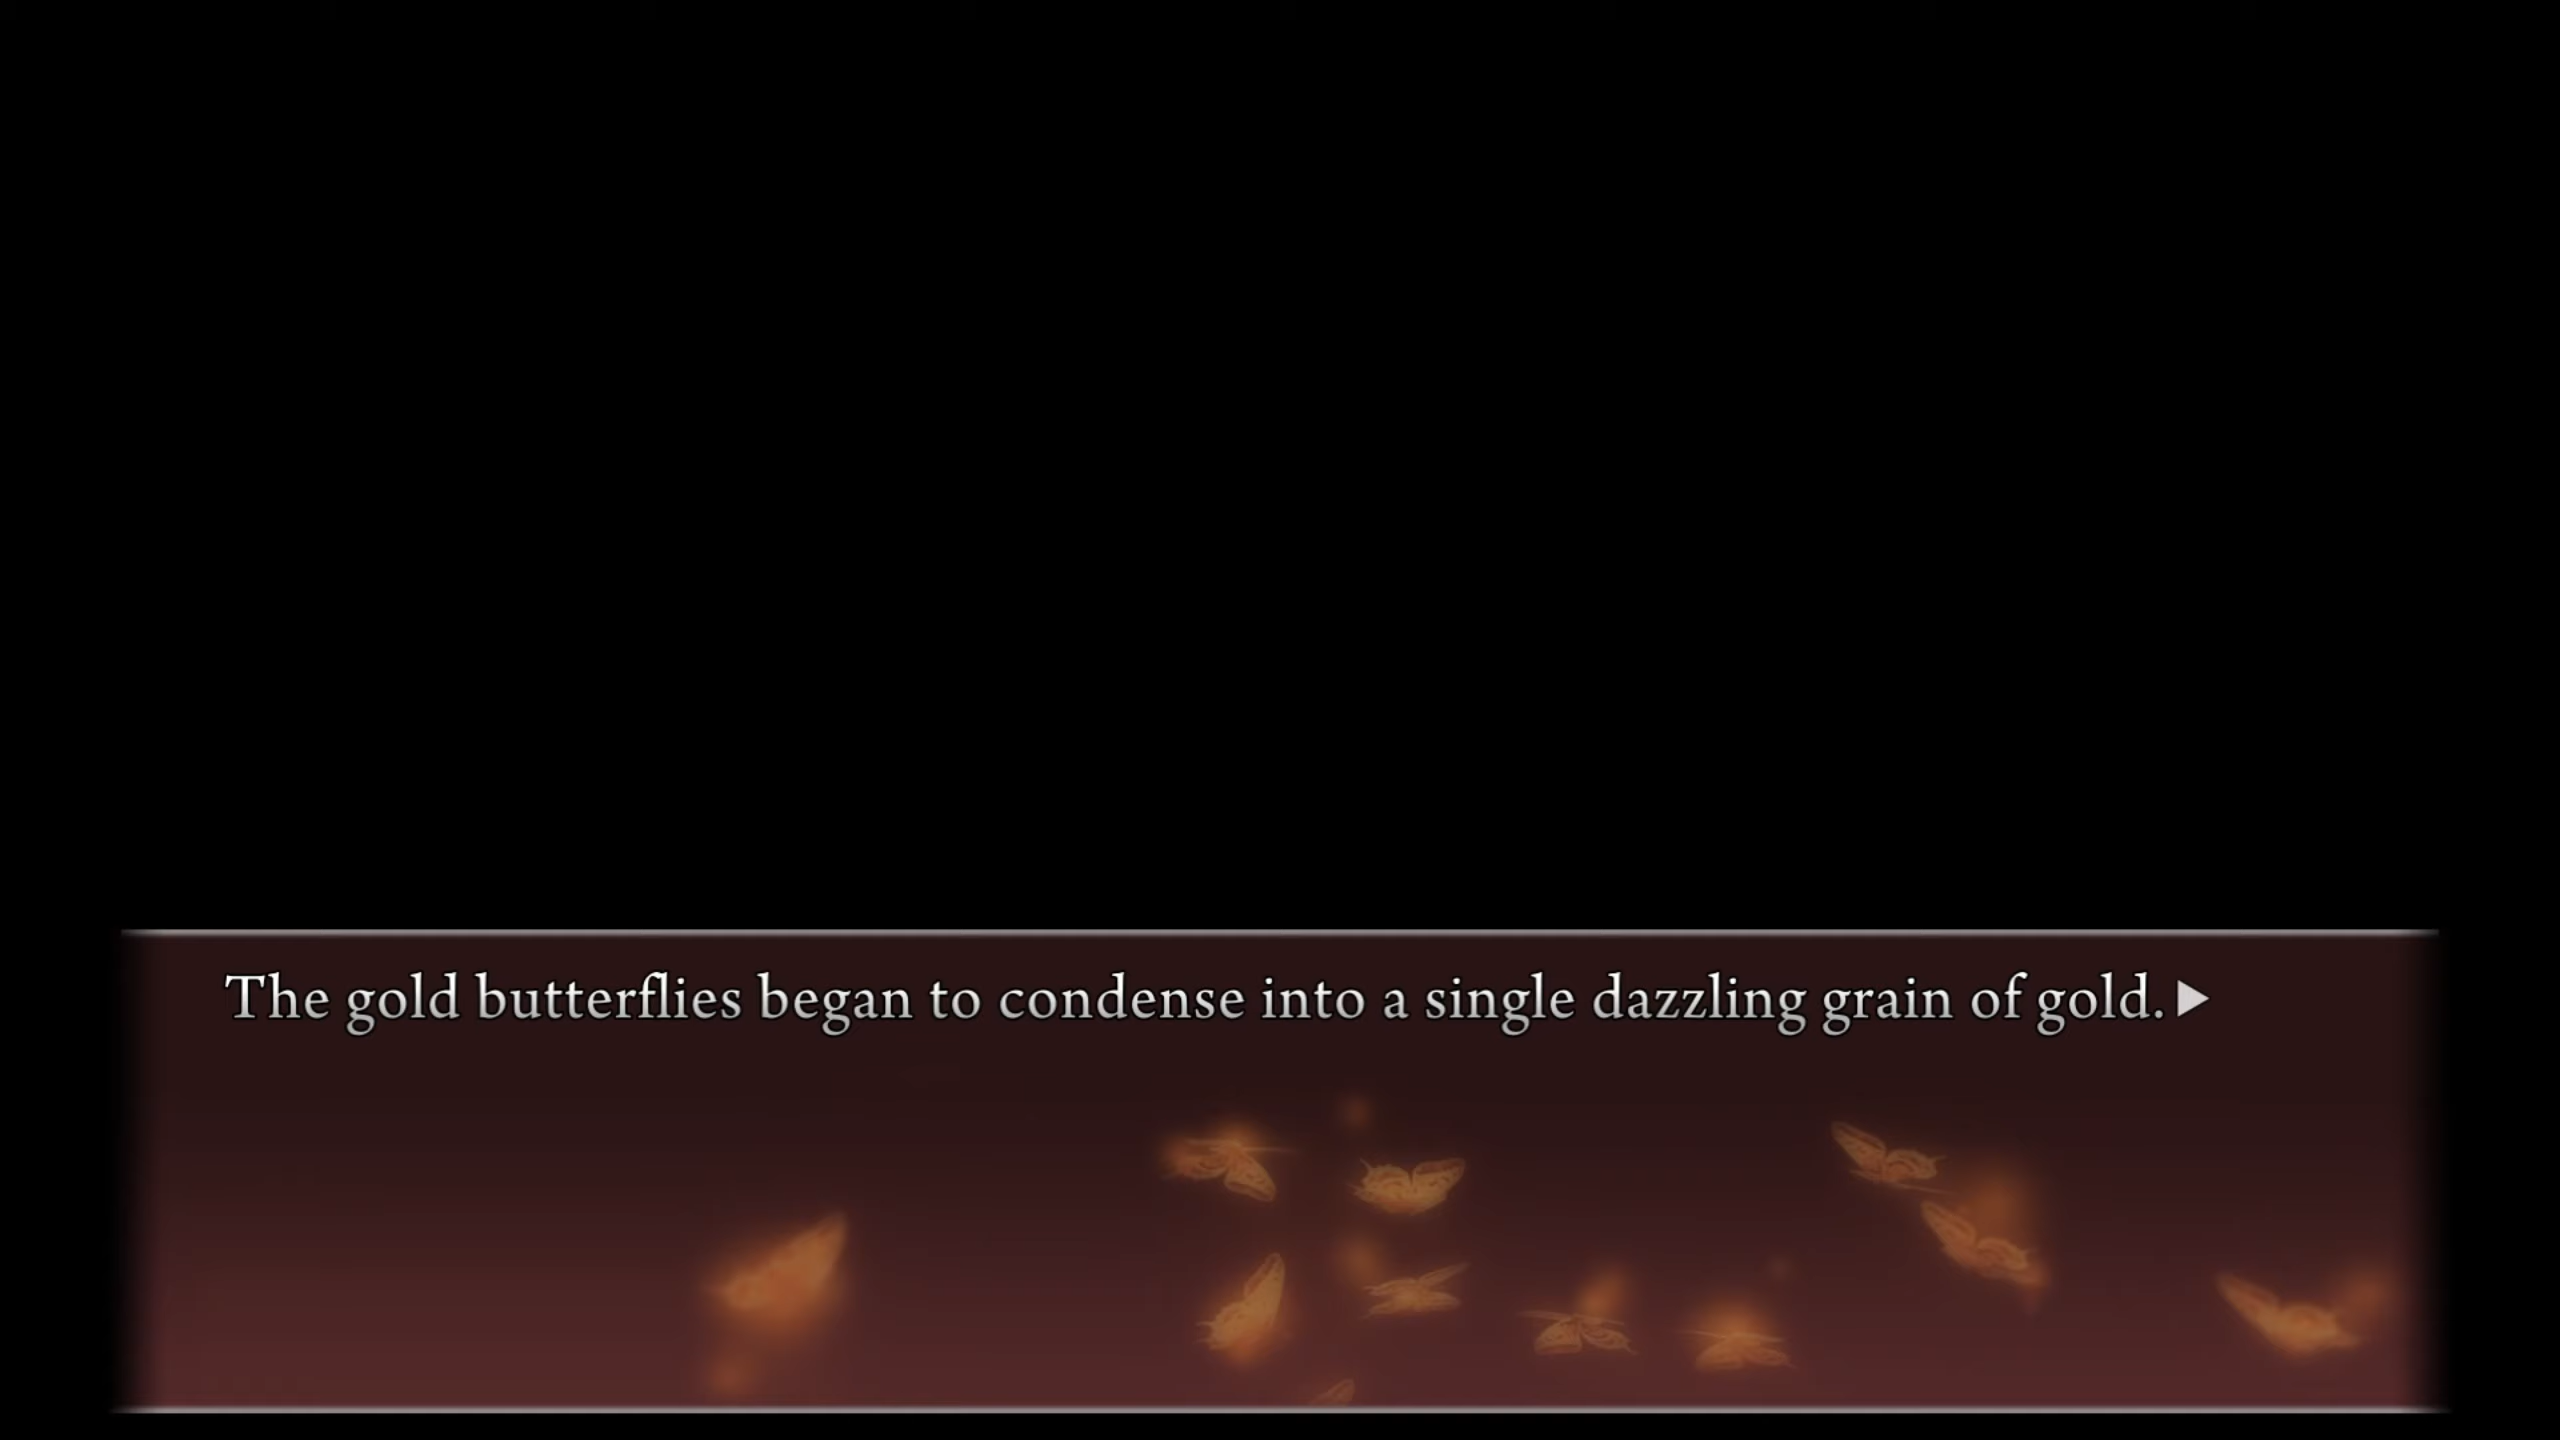 The gold butterflies began to condense into a single dazzling grain of gold.